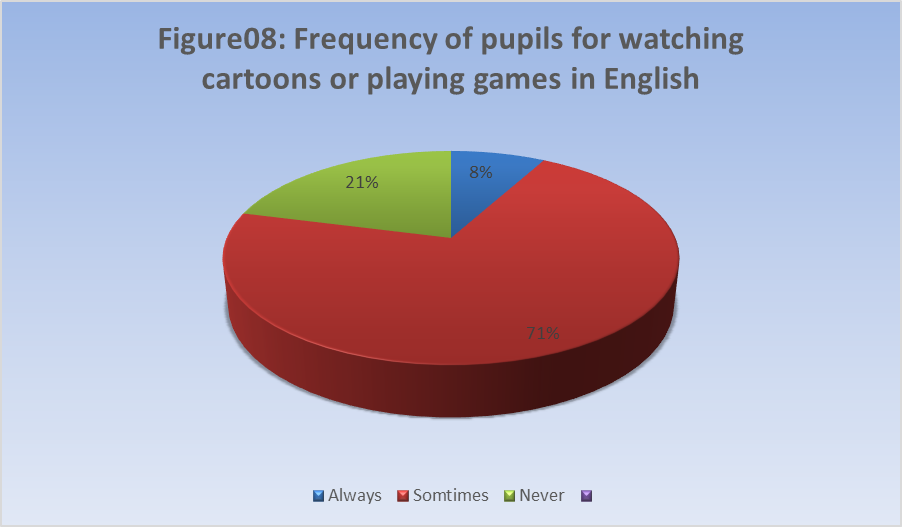 Figure08: Frequency of pupils for watching
cartoons or playing games in English
8%
21%
71%
Always Somtimes Never